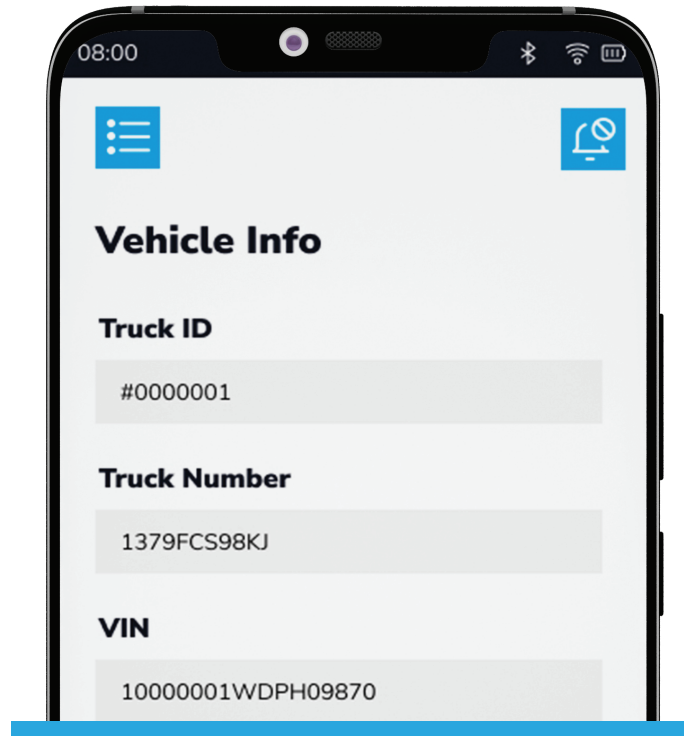 08:00
Vehicle Info
Truck ID
#0000001
Truck Number
1379FCS98KJ
VIN
10000001WDPH09870